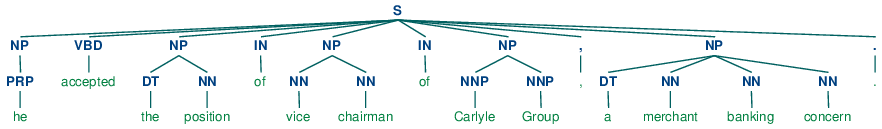 S
NP VBD NP IN NP IN NP , NP .
PRP accepted DT NN of NN NN of NNP NNP , DT NN NN NN .
he the position vice chairman Carlyle Group a merchant banking concern